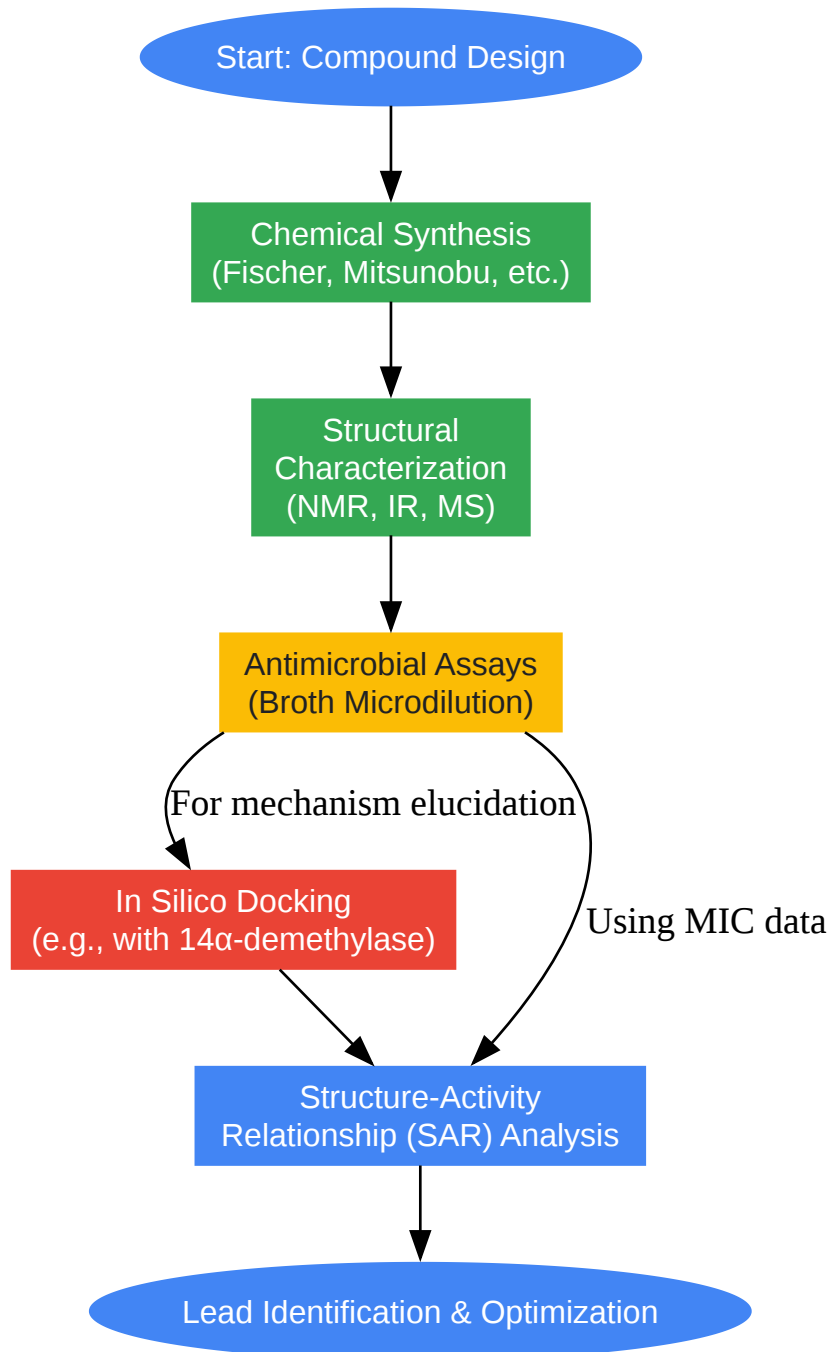 Start: Compound Design
Chemical Synthesis
(Fischer, Mitsunobu, etc.)
Structural
Characterization
(NMR, IR, MS)
Antimicrobial Assays
(Broth Microdilution)
For mechanism elucidation
In Silico Docking
(e.g., with 14α-demethylase)
Using MIC data
Structure-Activity
Relationship (SAR) Analysis
Lead Identification & Optimization